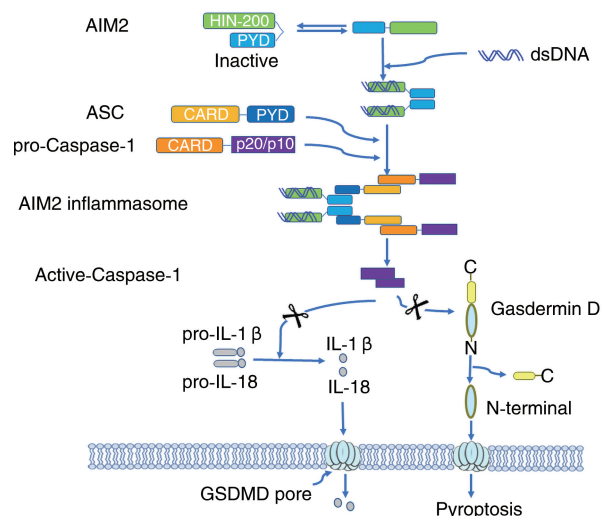 AIM2
HIN-200
PYD
Inactive
dsDNA
ASC
CARD
PYD
pro-Caspase-1
CARD
p20/p10
AIM2 inflammasome
Active-Caspase-1
C
Gasdermin D
N
pro-IL-1 β
pro-IL-18
IL-1 β
IL-18
C
N-terminal
GSDMD pore
Pyroptosis